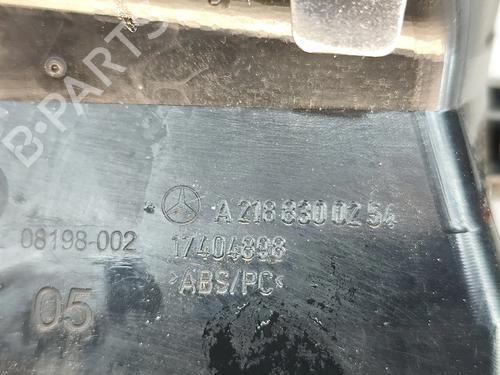 B-PARTS
A 218 830 02 54
08198-002
17404898
>ABS/PC<
05